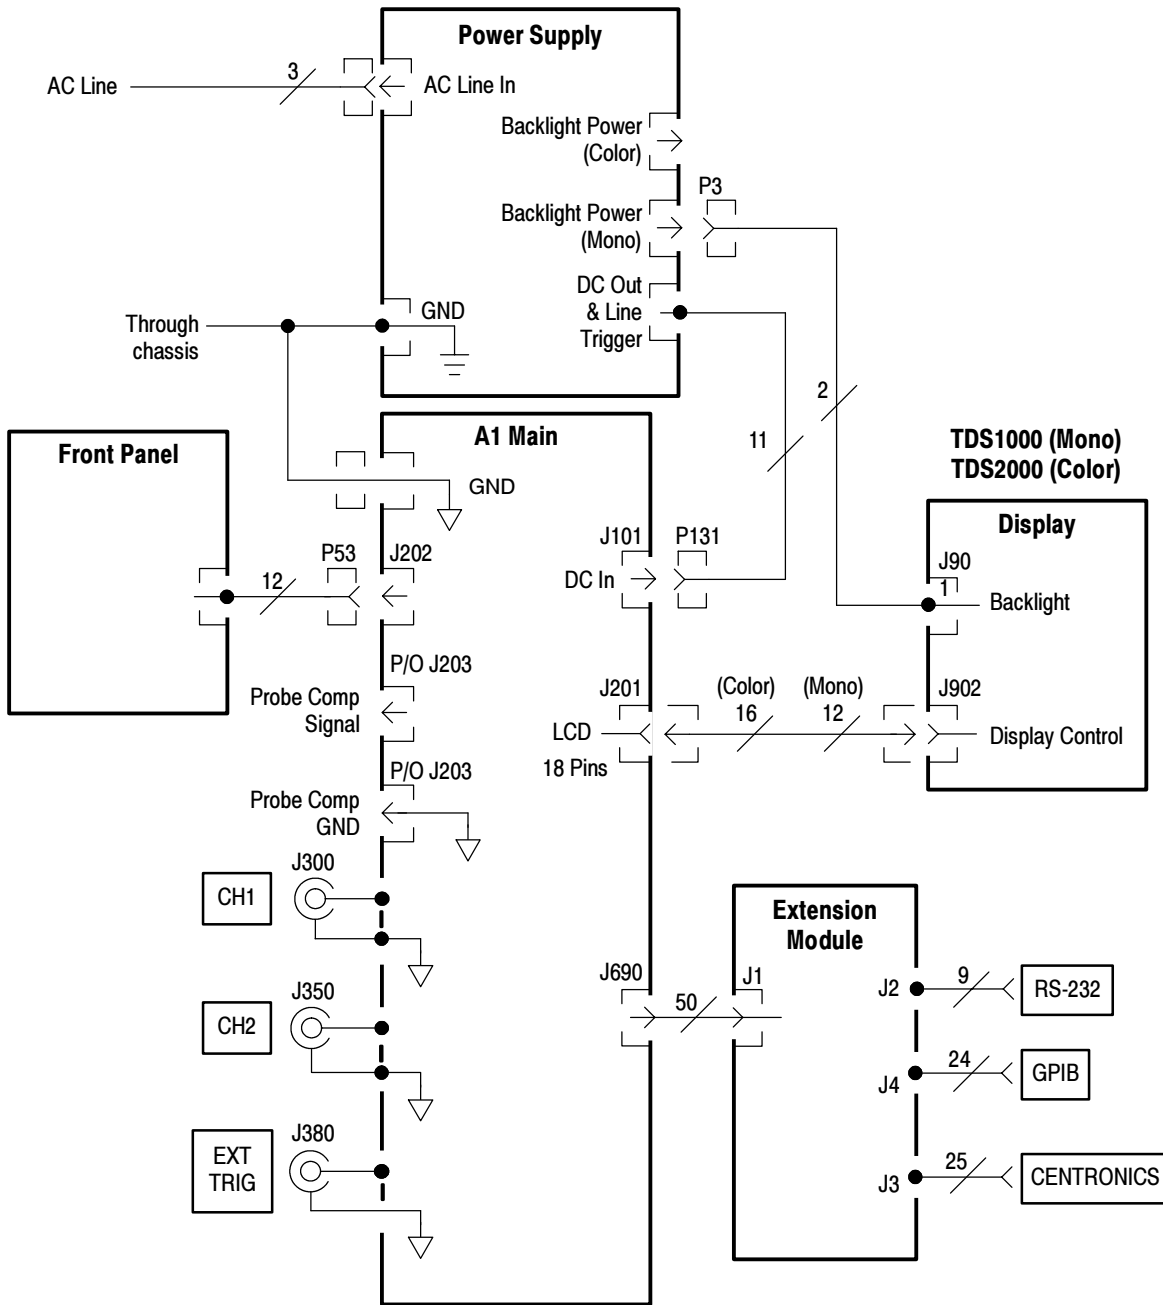 Power Supply
AC Line
3
AC Line In
Backlight Power
(Color)
P3
Backlight Power
(Mono)
DC Out
& Line
Trigger
GND
Through
chassis
2
11
A1 Main
Front Panel
GND
TDS1000 (Mono)
TDS2000 (Color)
Display
J101
P131
DC In
P53
J202
12
J90
1
Backlight
P/O J203
Probe Comp
Signal
J201
(Color)
16
(Mono)
12
J902
LCD
18 Pins
Display Control
P/O J203
Probe Comp
GND
J300
CH1
Extension
Module
J690
50
J1
J2
9
RS-232
J350
CH2
J4
24
GPIB
J380
EXT
TRIG
J3
25
CENTRONICS